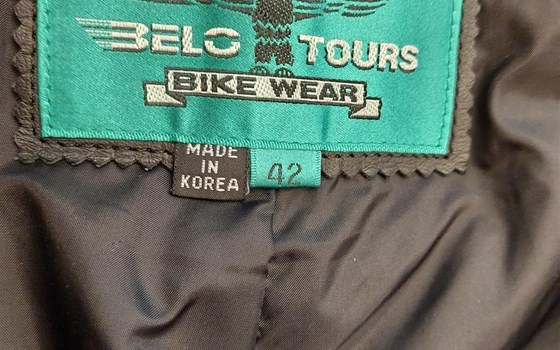 BELO TOURS
BIKE WEAR
MADE
IN
KOREA
42